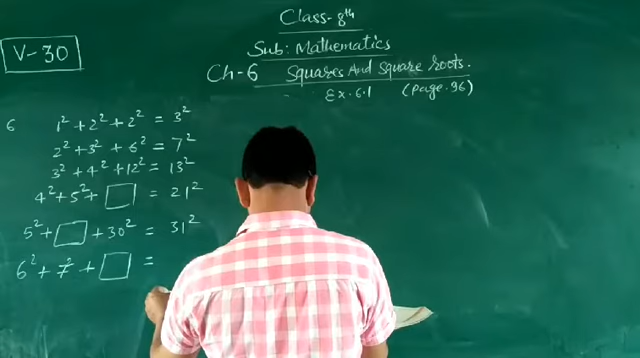 Class-8th
V-30
Sub: Mathematics
Ch-6 Squares And Square roots.
Ex. 6.1 (Page. 96)
6 1² + 2² + 2² = 3²
2² + 3² + 6² = 7²
3² + 4² + 12² = 13²
4² + 5² + □ = 21²
5² + □ + 30² = 31²
6² + 7² + □ =